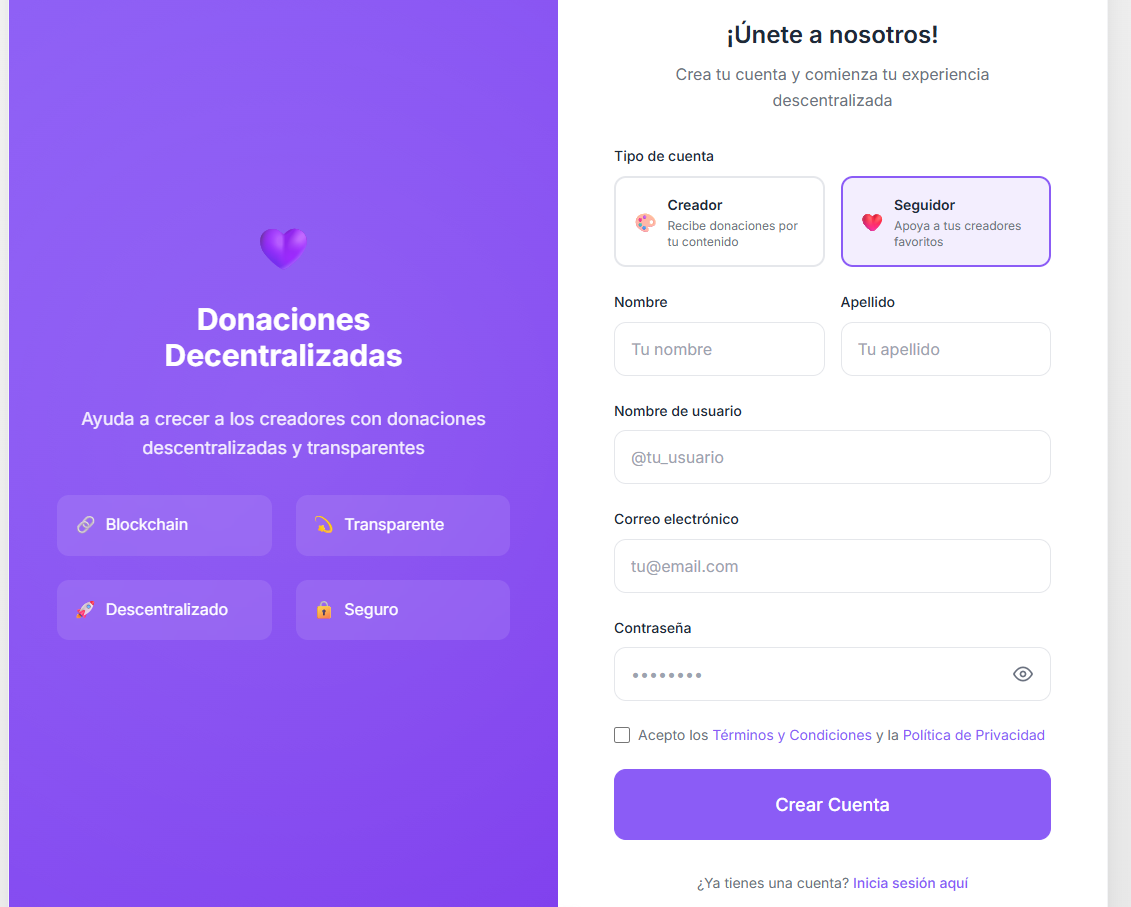 Donaciones
Decentralizadas
Ayuda a crecer a los creadores con donaciones
descentralizadas y transparentes
Blockchain
Transparente
Descentralizado
Seguro
¡Únete a nosotros!
Crea tu cuenta y comienza tu experiencia
descentralizada
Tipo de cuenta
Creador
Recibe donaciones por
tu contenido
Seguidor
Apoya a tus creadores
favoritos
Nombre
Tu nombre
Apellido
Tu apellido
Nombre de usuario
@tu_usuario
Correo electrónico
tu@email.com
Contraseña
••••••••
Acepto los Términos y Condiciones y la Política de Privacidad
Crear Cuenta
¿Ya tienes una cuenta? Inicia sesión aquí